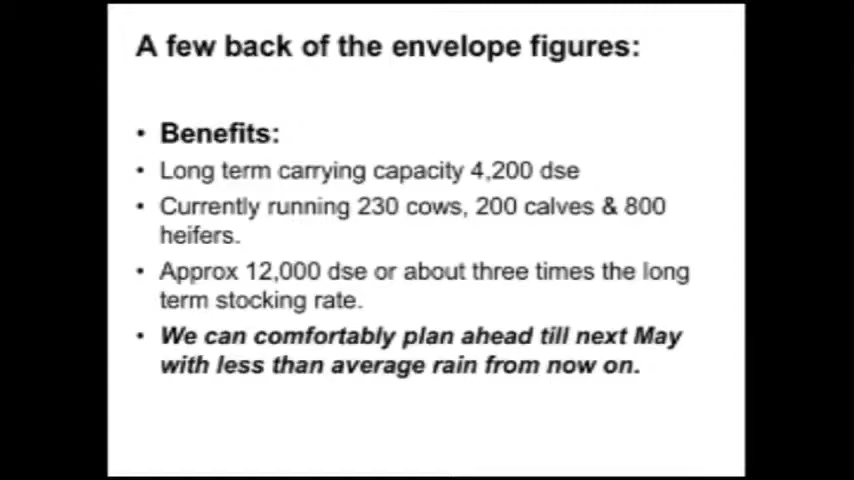 A few back of the envelope figures:
• Benefits:
• Long term carrying capacity 4,200 dse
• Currently running 230 cows, 200 calves & 800
heifers.
• Approx 12,000 dse or about three times the long
term stocking rate.
• We can comfortably plan ahead till next May
with less than average rain from now on.